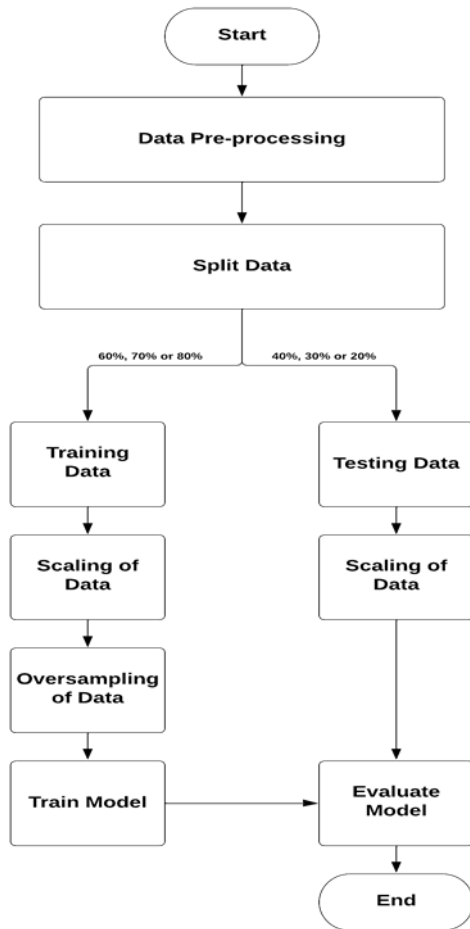 Start
Data Pre-processing
Split Data
60%, 70% or 80%
40%, 30% or 20%
Training
Data
Testing Data
Scaling of
Data
Scaling of
Data
Oversampling
of Data
Train Model
Evaluate
Model
End